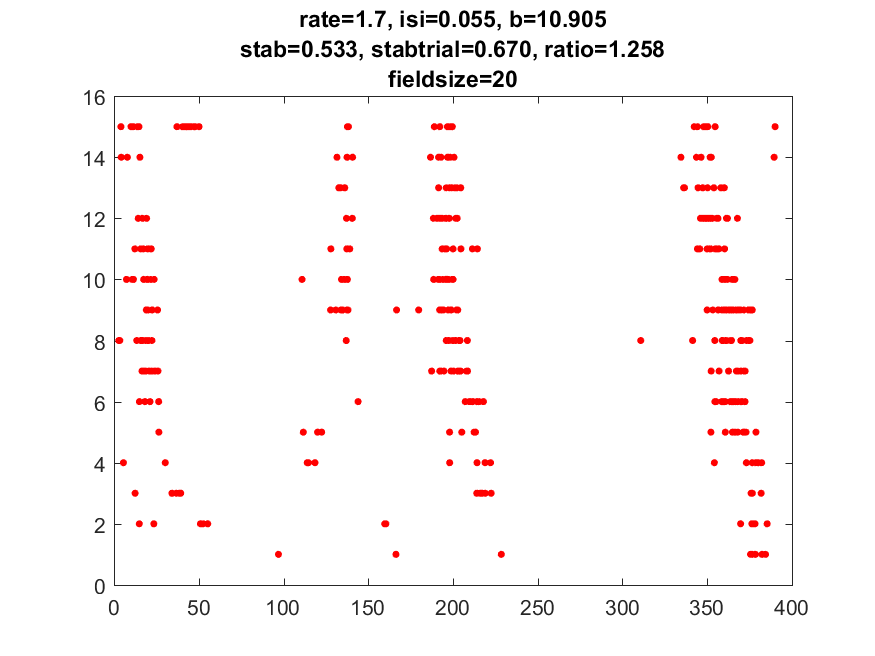 rate=1.7, isi=0.055, b=10.905
stab=0.533, stabtrial=0.670, ratio=1.258
fieldsize=20
16
14
12
10
8
6
4
2
0
0 50 100 150 200 250 300 350 400